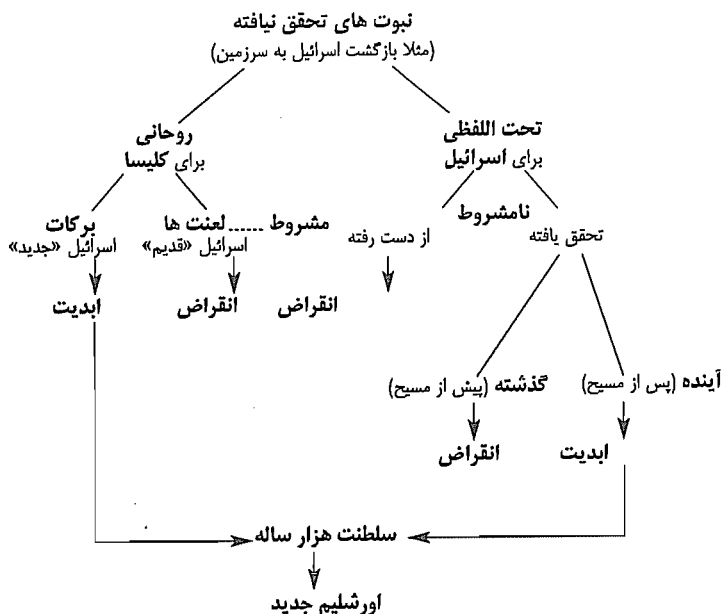 نبوت های تحقق نیافته
(مثلا بازگشت اسرائیل به سرزمین)
تحت اللفظی
برای اسرائیل
روحانی
برای کلیسا
نامشروط
مشروط ...... لعنت ها
برکات
تحقق یافته
از دست رفته
اسرائیل «قدیم»
اسرائیل «جدید»
انقراض
انقراض
ابدیت
آینده (پس از مسیح)
گذشته (پیش از مسیح)
ابدیت
انقراض
سلطنت هزار ساله
اورشلیم جدید